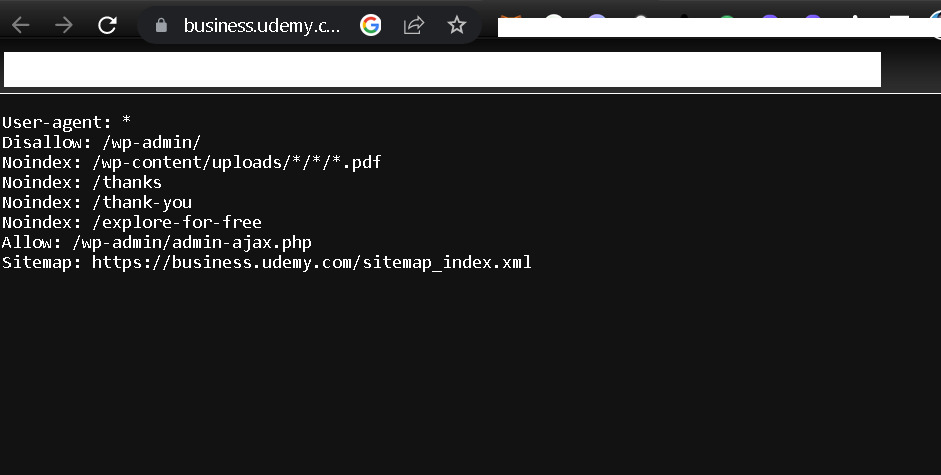 business.udemy.c...
User-agent: *
Disallow: /wp-admin/
Noindex: /wp-content/uploads/*/*/*.pdf
Noindex: /thanks
Noindex: /thank-you
Noindex: /explore-for-free
Allow: /wp-admin/admin-ajax.php
Sitemap: https://business.udemy.com/sitemap_index.xml